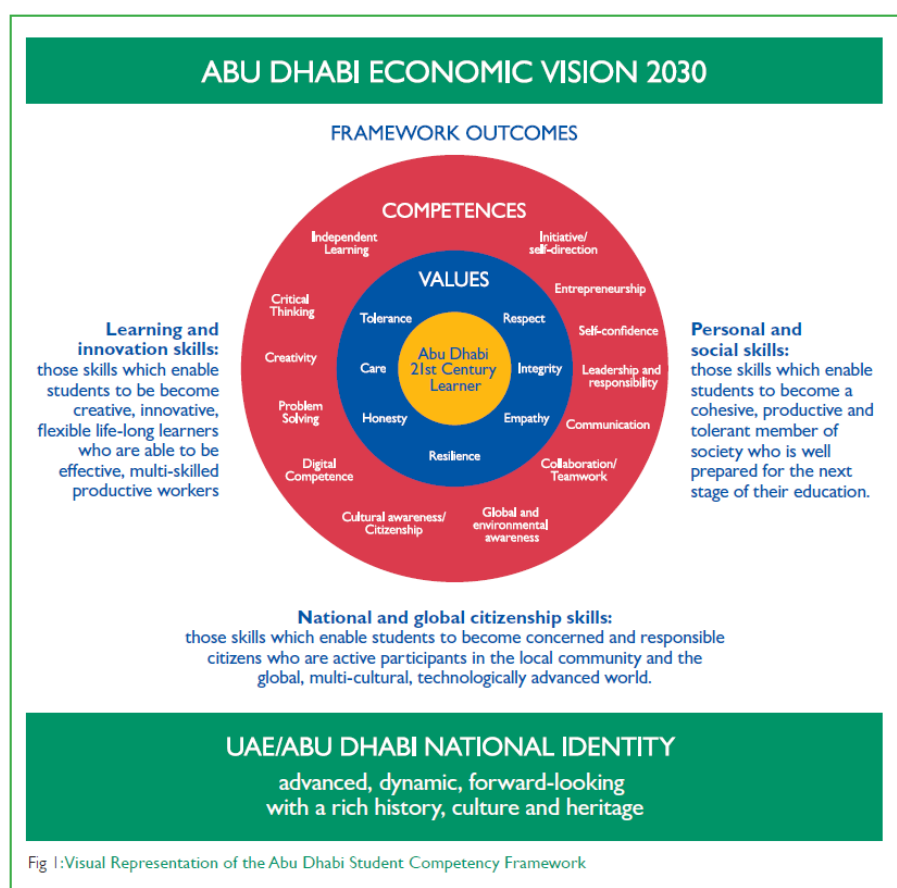 ABU DHABI ECONOMIC VISION 2030
FRAMEWORK OUTCOMES
COMPETENCES
Independent
Learning
Initiative/
self-direction
Critical
Thinking
Entrepreneurship
Creativity
Self-confidence
Problem
Solving
Leadership and
responsibility
Digital
Competence
Communication
Collaboration/
Teamwork
Cultural awareness/
Citizenship
Global and
environmental
awareness
VALUES
Tolerance
Respect
Care
Integrity
Honesty
Empathy
Resilience
Abu Dhabi
21st Century
Learner
Learning and
innovation skills:
those skills which enable
students to be become
creative, innovative,
flexible life-long learners
who are able to be
effective, multi-skilled
productive workers
Personal and
social skills:
those skills which enable
students to become a
cohesive, productive and
tolerant member of
society who is well
prepared for the next
stage of their education.
National and global citizenship skills:
those skills which enable students to become concerned and responsible
citizens who are active participants in the local community and the
global, multi-cultural, technologically advanced world.
UAE/ABU DHABI NATIONAL IDENTITY
advanced, dynamic, forward-looking
with a rich history, culture and heritage
Fig 1: Visual Representation of the Abu Dhabi Student Competency Framework